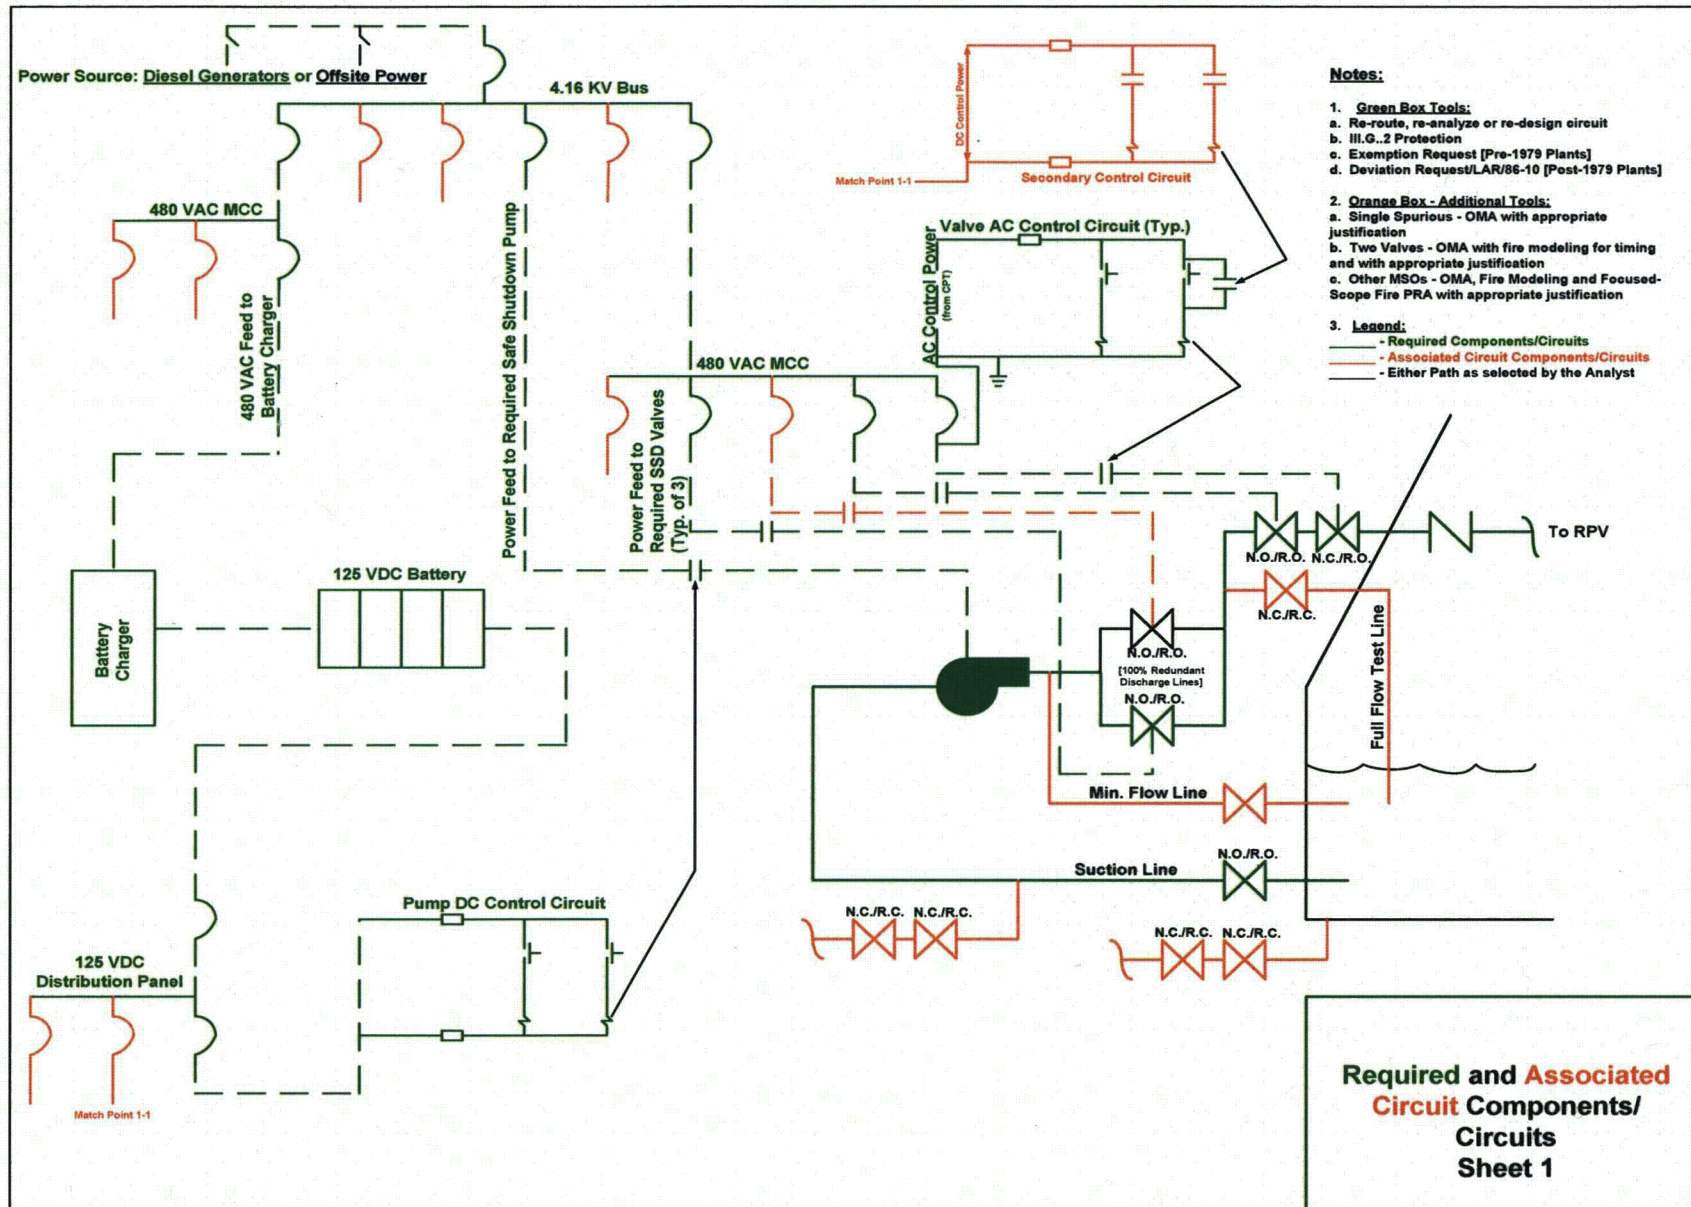 Power Source: Diesel Generators or Offsite Power
4.16 KV Bus
480 VAC MCC
480 VAC Feed to
Battery Charger
Power Feed to Required Safe Shutdown Pump
DC Control Power
Match Point 1-1
Secondary Control Circuit
Valve AC Control Circuit (Typ.)
AC Control Power
(from CPT)
480 VAC MCC
Power Feed to
Required SSD Valves
(Typ. of 3)
Notes:
1. Green Box Tools:
a. Re-route, re-analyze or re-design circuit
b. III.G..2 Protection
c. Exemption Request [Pre-1979 Plants]
d. Deviation Request/LAR/86-10 [Post-1979 Plants]
2. Orange Box - Additional Tools:
a. Single Spurious - OMA with appropriate
justification
b. Two Valves - OMA with fire modeling for timing
and with appropriate justification
c. Other MSOs - OMA, Fire Modeling and Focused-
Scope Fire PRA with appropriate justification
3. Legend:
- Required Components/Circuits
- Associated Circuit Components/Circuits
- Either Path as selected by the Analyst
To RPV
N.O./R.O. N.C./R.O.
N.C./R.C.
N.O./R.O.
[100% Redundant
Discharge Lines]
N.O./R.O.
Full Flow Test Line
Min. Flow Line
N.O./R.O.
Suction Line
N.C./R.C. N.C./R.C.
N.C./R.C. N.C./R.C.
Battery
Charger
125 VDC Battery
Pump DC Control Circuit
125 VDC
Distribution Panel
Match Point 1-1
Required and Associated
Circuit Components/
Circuits
Sheet 1